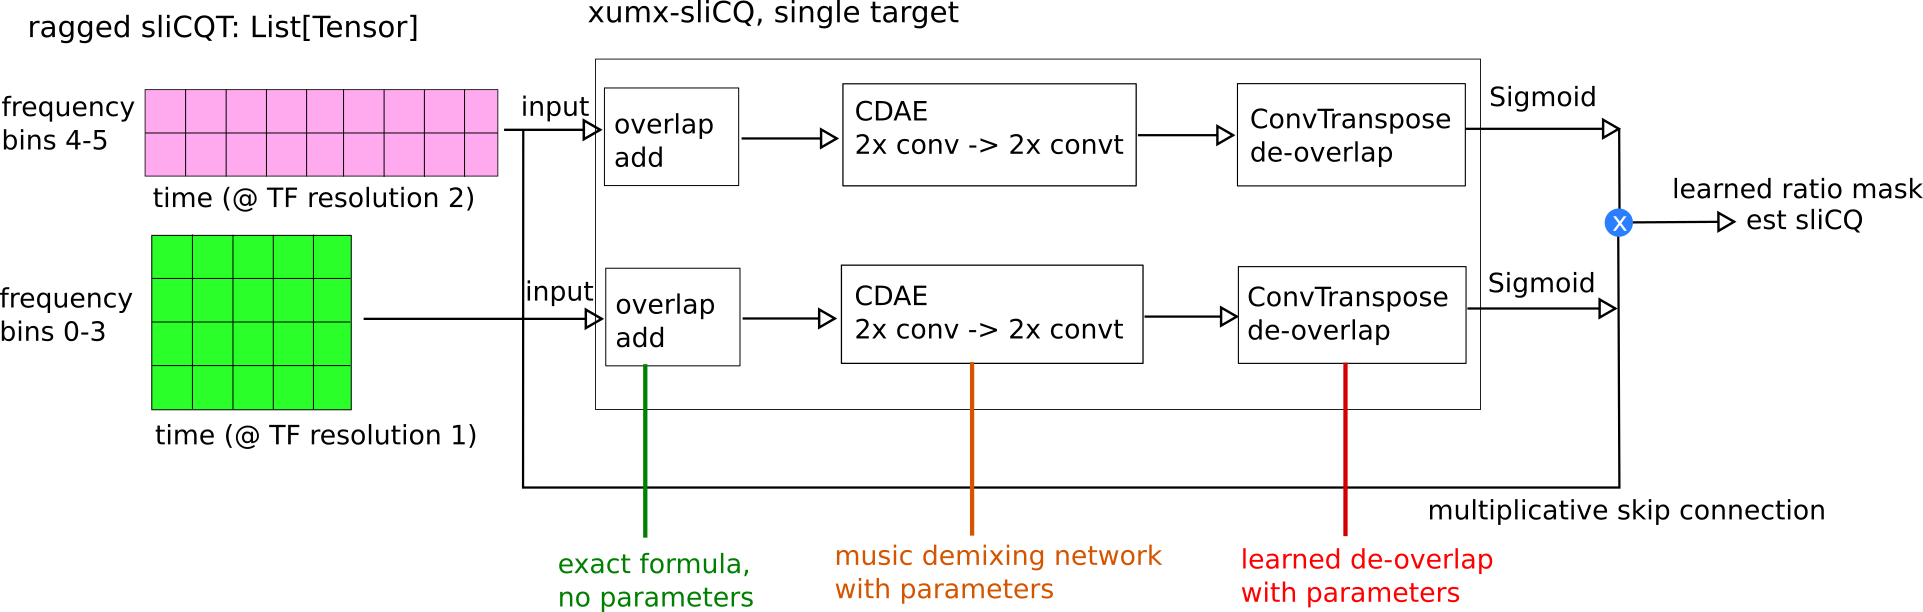 xumx-sliCQ, single target
ragged sliCQT: List[Tensor]
frequency
bins 4-5
time (@ TF resolution 2)
input
overlap
add
CDAE
2x conv -> 2x convt
ConvTranspose
de-overlap
Sigmoid
learned ratio mask
x
est sliCQ
frequency
bins 0-3
time (@ TF resolution 1)
input
overlap
add
CDAE
2x conv -> 2x convt
ConvTranspose
de-overlap
Sigmoid
multiplicative skip connection
exact formula,
no parameters
music demixing network
with parameters
learned de-overlap
with parameters